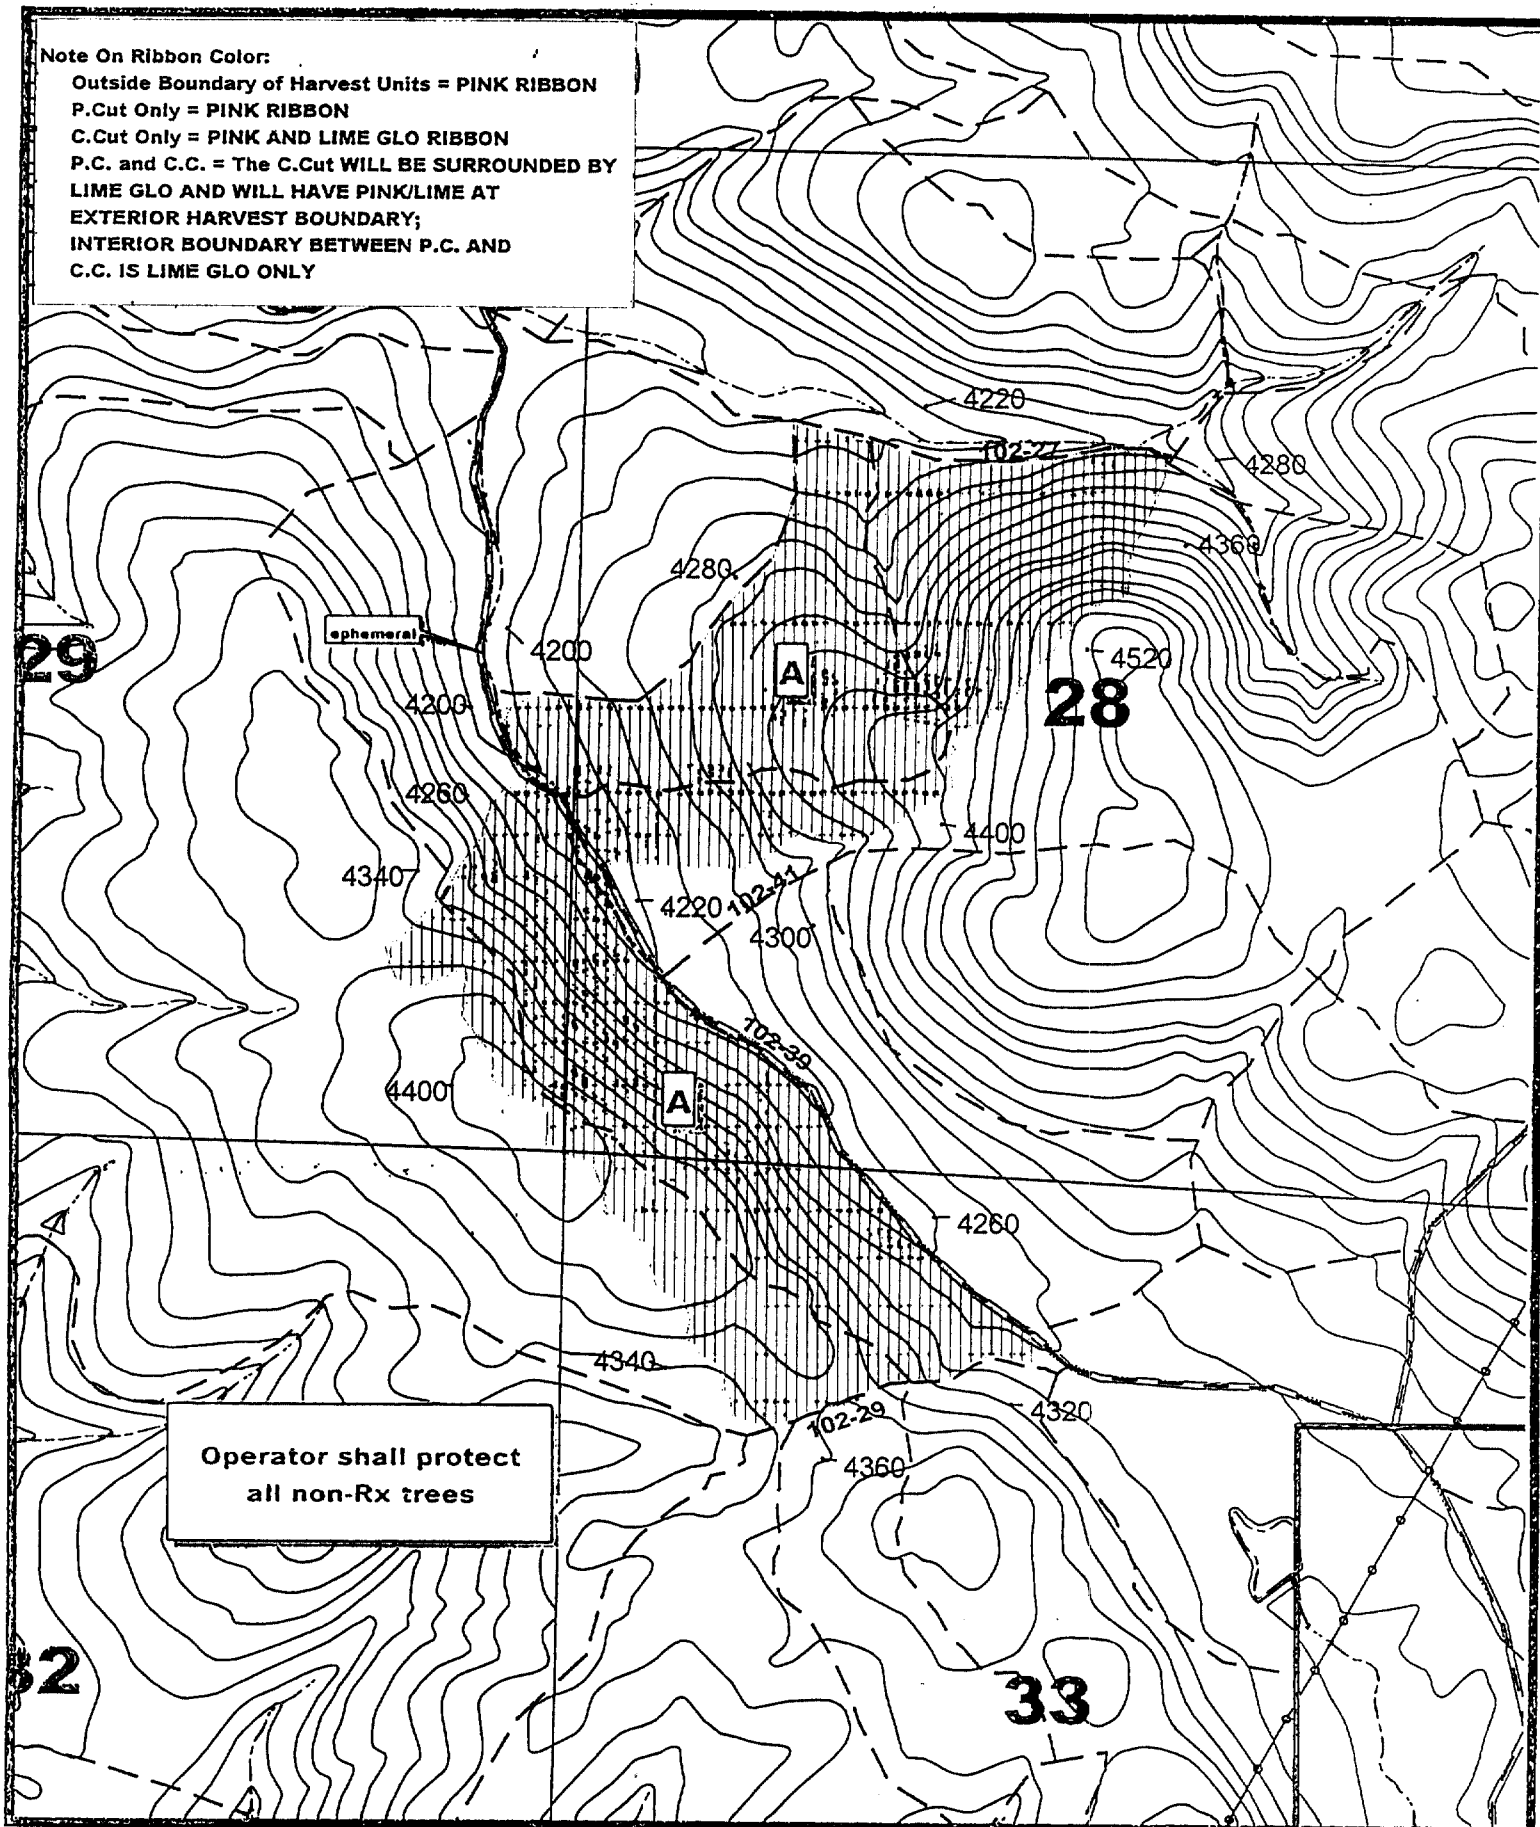 Note On Ribbon Color:
Outside Boundary of Harvest Units = PINK RIBBON
P.Cut Only = PINK RIBBON
C.Cut Only = PINK AND LIME GLO RIBBON
P.C. and C.C. = The C.Cut WILL BE SURROUNDED BY
LIME GLO AND WILL HAVE PINK/LIME AT
EXTERIOR HARVEST BOUNDARY;
INTERIOR BOUNDARY BETWEEN P.C. AND
C.C. IS LIME GLO ONLY
4220
102-27
4280
4360
4280
ephemeral
4200
29
A
4520
28
4200
4260
4400
4340
4220
102-41
4300
102-39
4400
A
4260
4340
102-29
4320
4360
Operator shall protect
all non-Rx trees
32
33